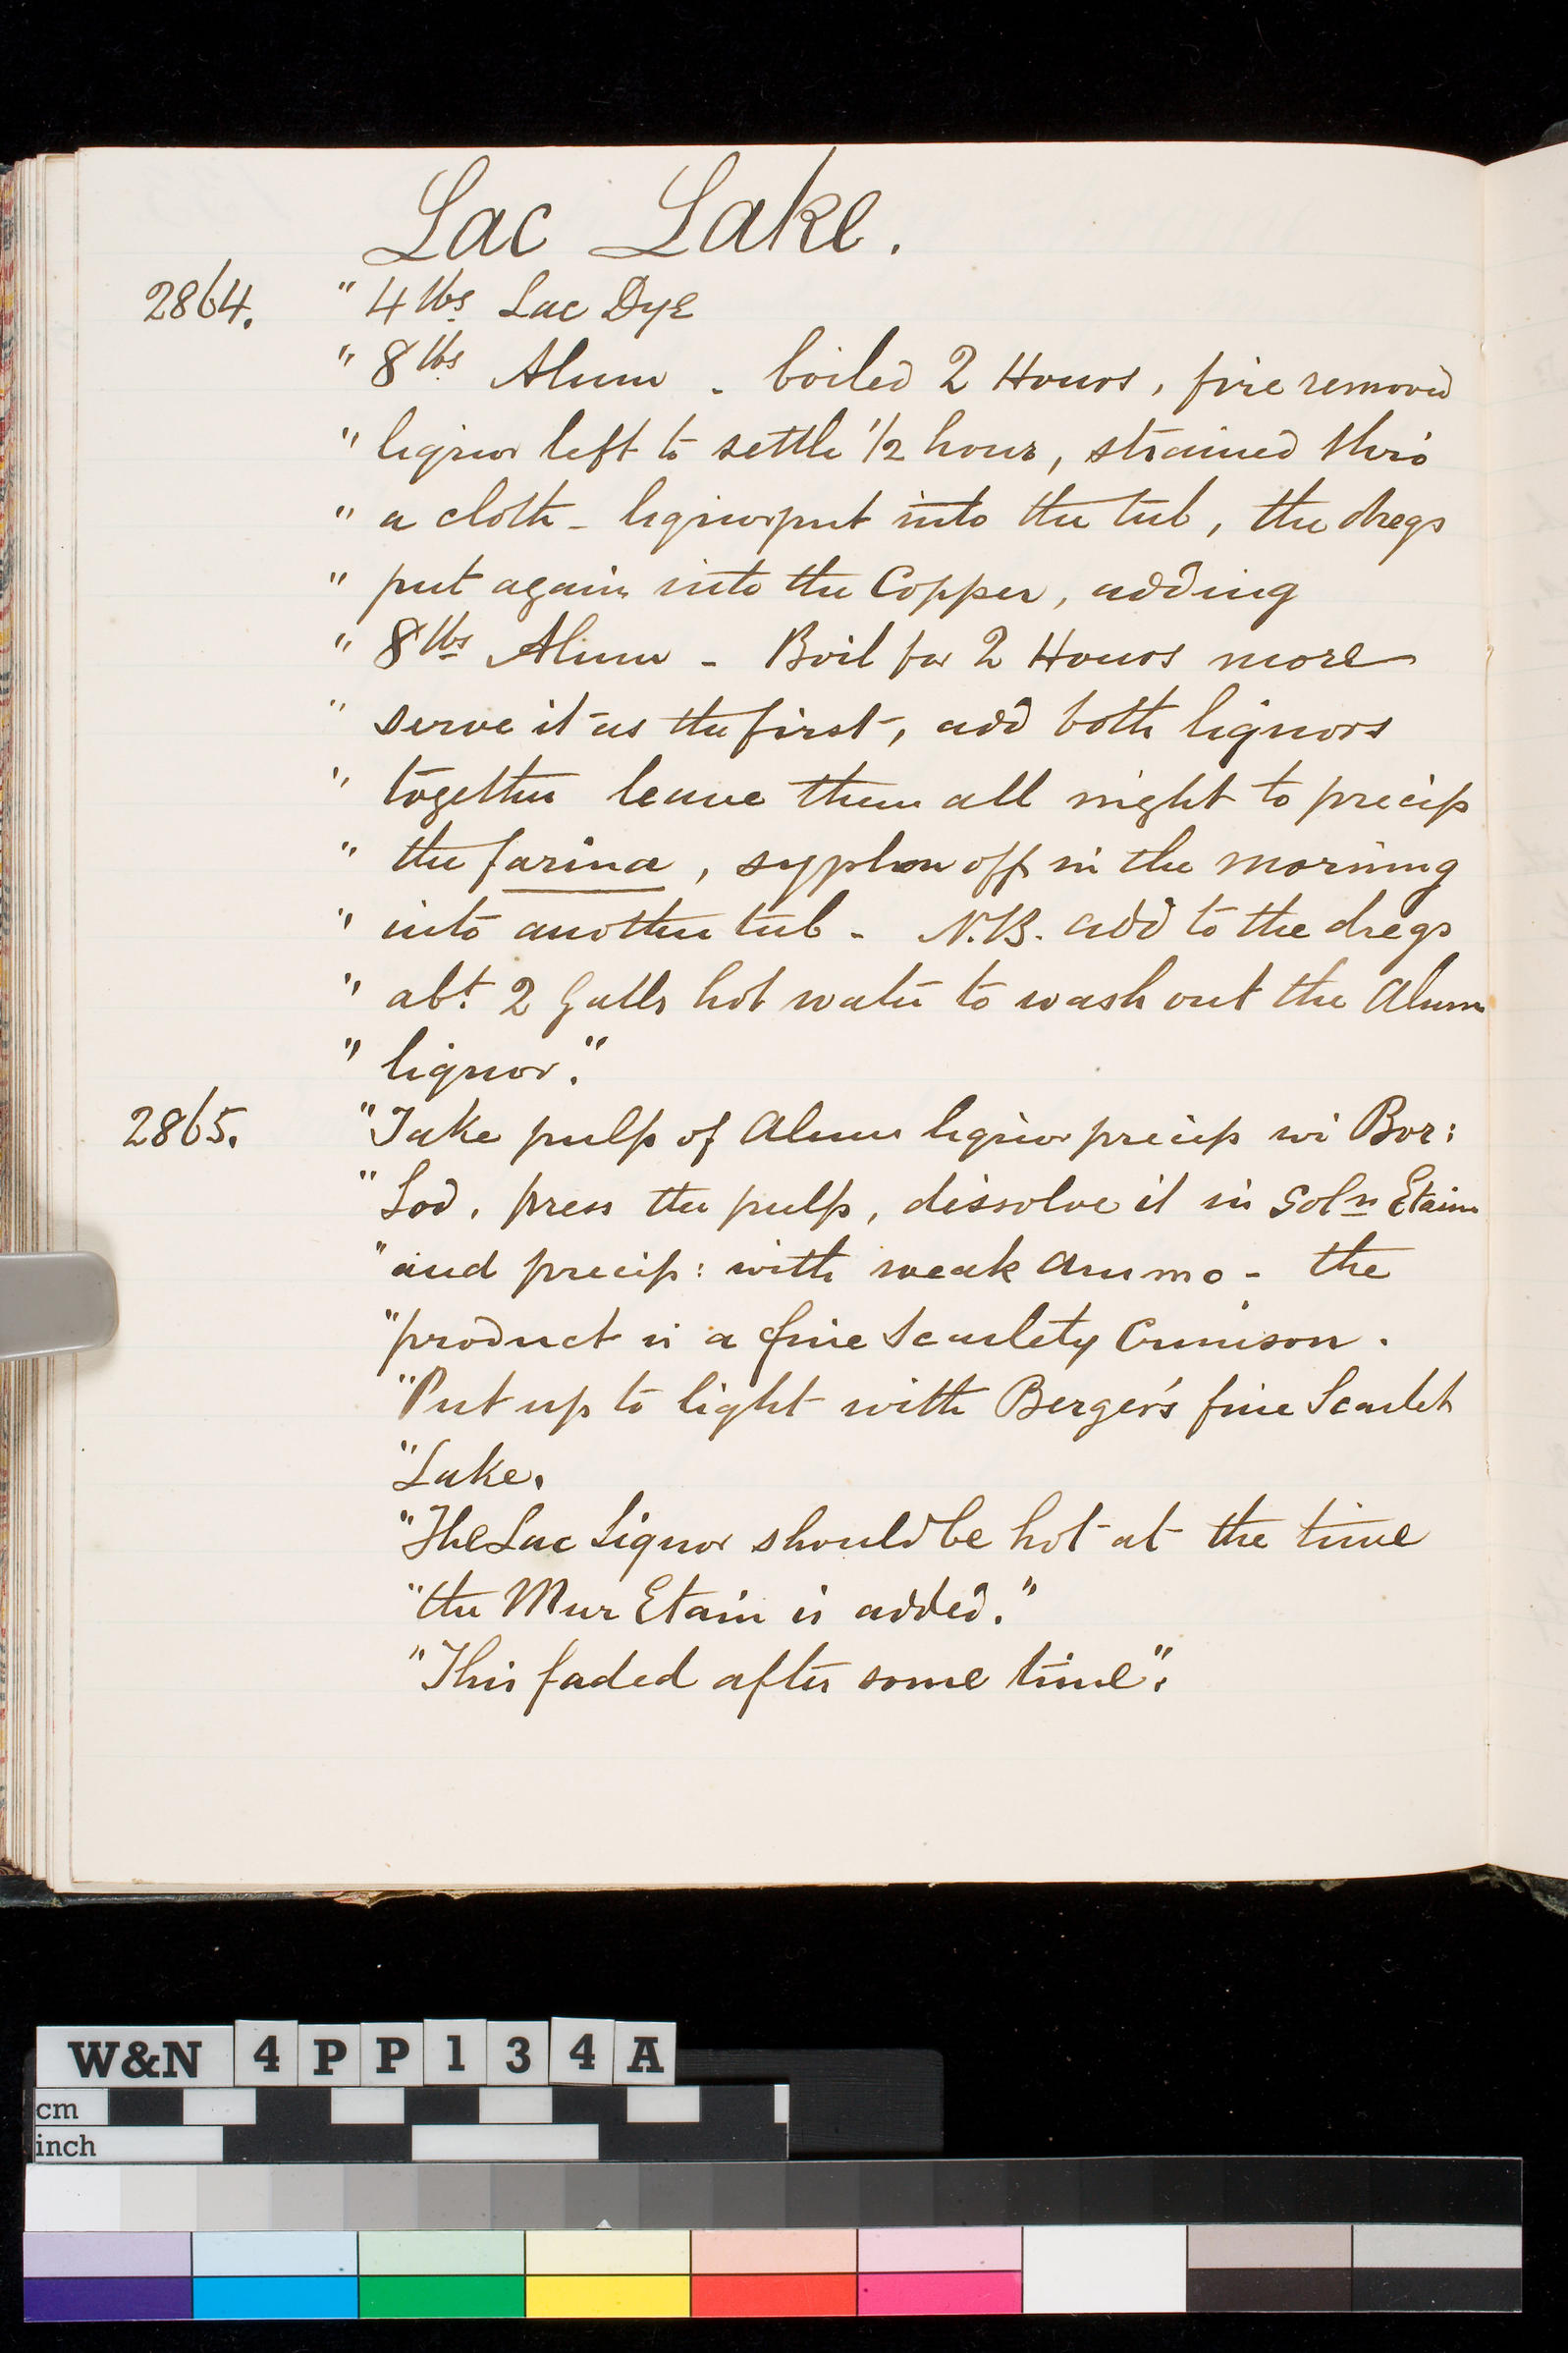 Lac Lake.
2864. " 4 lbs Lac Dye
" 8 lbs Alum - boiled 2 Hours, fire removed
" liquor left to settle 1/2 hour, strained thro'
" a cloth - liquor put into the tub, the dregs
" put again into the Copper, adding
" 8 lbs Alum - Boil for 2 Hours more
" serve it as the first, add both liquors
" together leave them all night to precip
" the farina, syphon off in the morning
" into another tub - N.B. add to the dregs
" abt. 2 Galls hot water to wash out the Alum
" liquor."
2865. "Take pulp of Alum liquor precip wi Bor:
" Sod, press the pulp, dissolve it in Soln Etain
"and precip: with weak Ammo - the
"product is a fine Scarlety Crimson.
"Put up to light with Berger's fine Scarlet
"Lake.
"The Lac Liquor should be hot at the time
"the Mur Etain is added."
"This faded after some time".
W&N 4PP134A
cm
inch